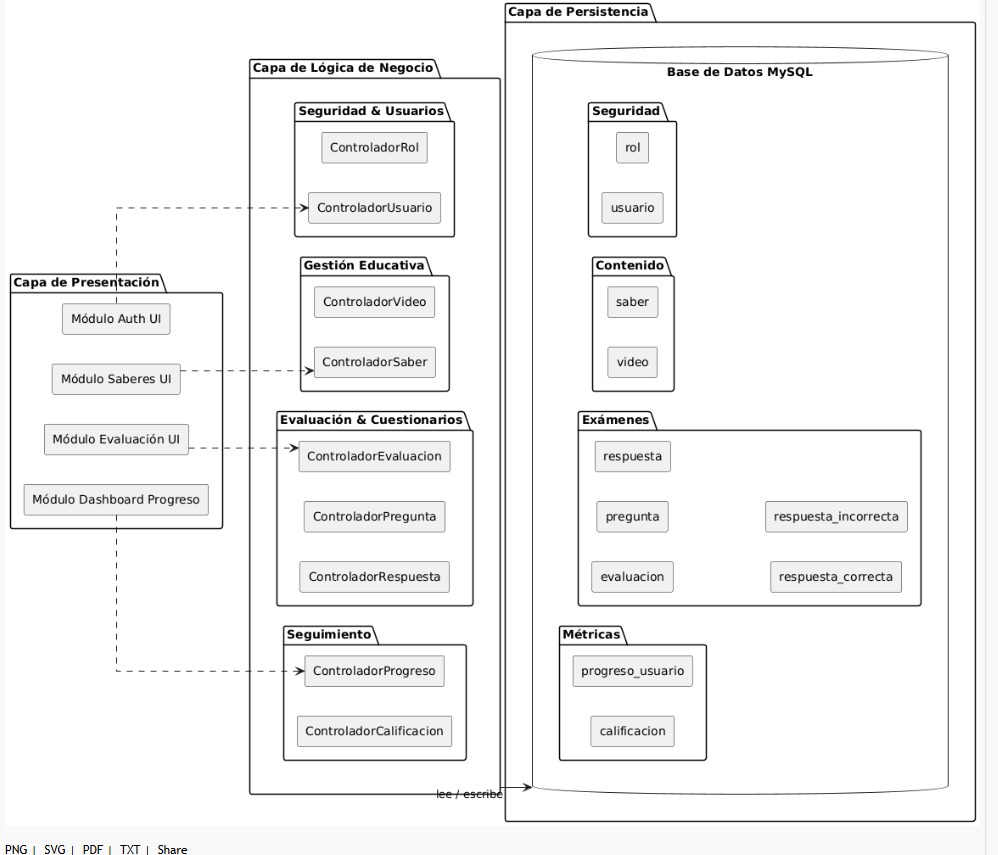 Capa de Persistencia
Base de Datos MySQL
Capa de Lógica de Negocio
Seguridad & Usuarios
ControladorRol
ControladorUsuario
Seguridad
rol
usuario
Gestión Educativa
ControladorVideo
ControladorSaber
Contenido
saber
video
Capa de Presentación
Módulo Auth UI
Módulo Saberes UI
Módulo Evaluación UI
Módulo Dashboard Progreso
Evaluación & Cuestionarios
ControladorEvaluacion
ControladorPregunta
ControladorRespuesta
Exámenes
respuesta
pregunta
respuesta_incorrecta
evaluacion
respuesta_correcta
Seguimiento
ControladorProgreso
ControladorCalificacion
Métricas
progreso_usuario
calificacion
lee / escribe
PNG | SVG | PDF | TXT | Share